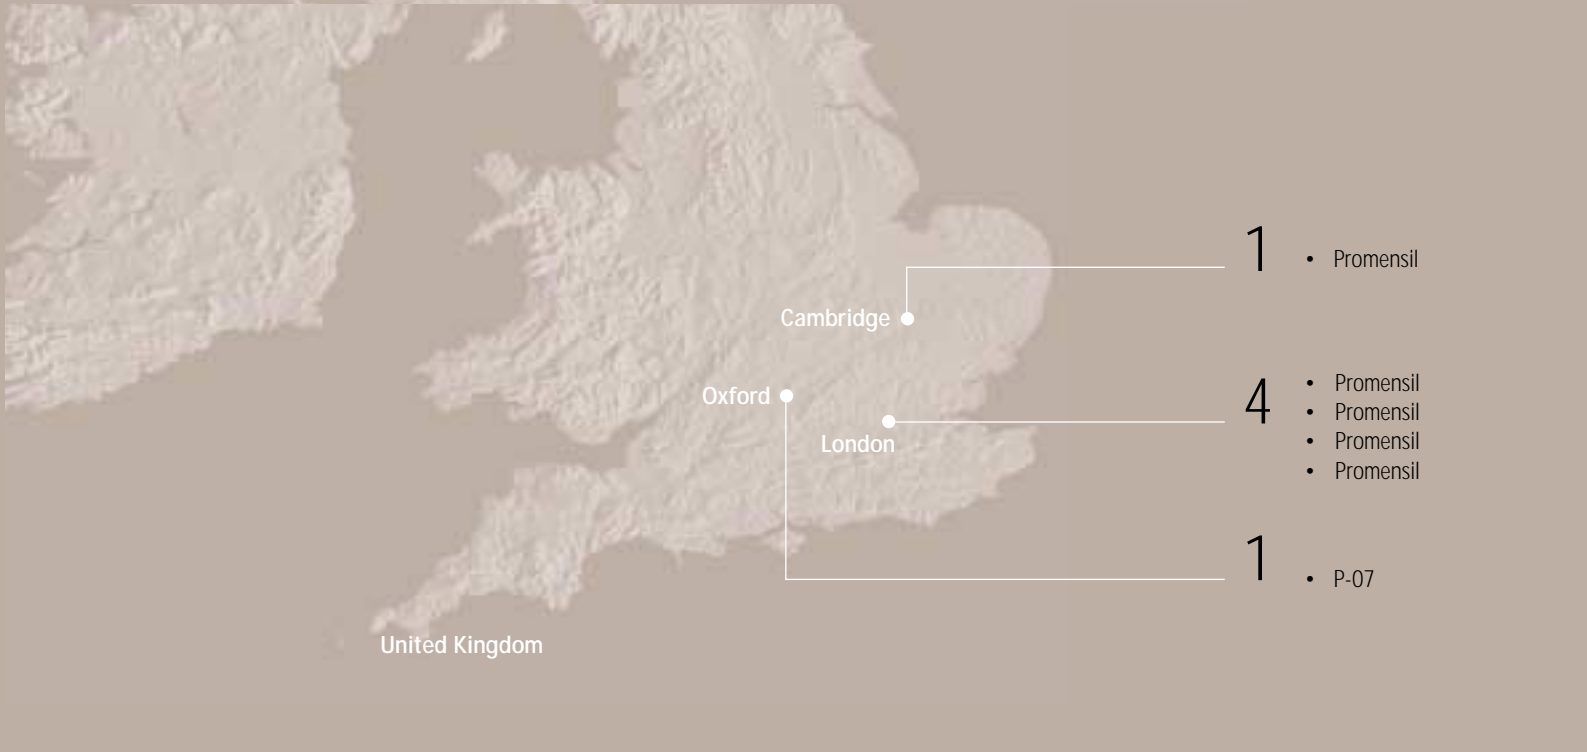 1 • Promensil
Cambridge
Oxford
4 • Promensil
• Promensil
London
• Promensil
• Promensil
1 • P-07
United Kingdom